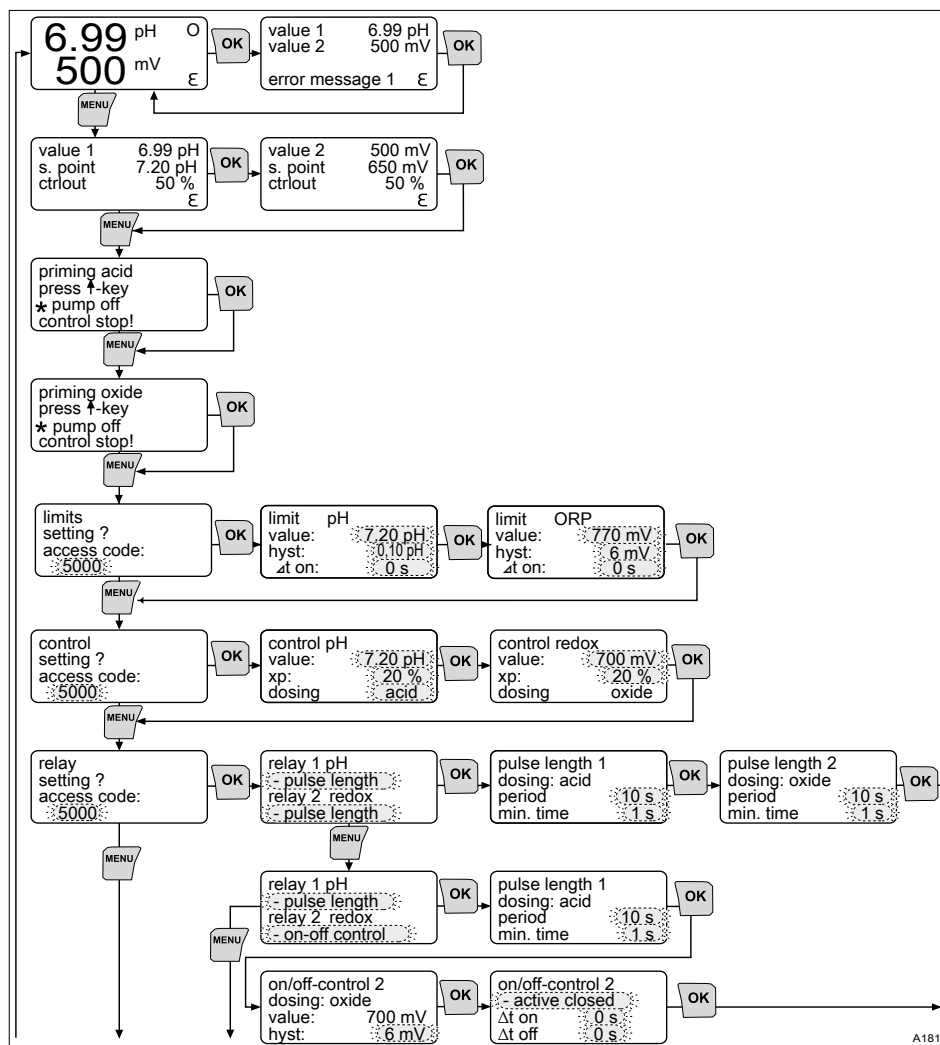 6.99 pH O
500 mV ε
OK
value 1 6.99 pH
value 2 500 mV
error message 1 ε
OK
MENU
value 1 6.99 pH
s. point 7.20 pH
ctrlout 50 %
ε
OK
value 2 500 mV
s. point 650 mV
ctrlout 50 %
ε
OK
MENU
priming acid
press ↑-key
* pump off
control stop!
OK
MENU
priming oxide
press ↑-key
* pump off
control stop!
OK
MENU
limits
setting ?
access code:
5000
OK
limit pH
value: 7.20 pH
hyst: 0,10 pH
⊿t on: 0 s
OK
limit ORP
value: 770 mV
hyst: 6 mV
⊿t on: 0 s
OK
MENU
control
setting ?
access code:
5000
OK
control pH
value: 7.20 pH
xp: 20 %
dosing acid
OK
control redox
value: 700 mV
xp: 20 %
dosing oxide
OK
MENU
relay
setting ?
access code:
5000
OK
relay 1 pH
- pulse length
relay 2 redox
- pulse length
OK
pulse length 1
dosing: acid
period 10 s
min. time 1 s
OK
pulse length 2
dosing: oxide
period 10 s
min. time 1 s
OK
MENU
MENU
relay 1 pH
- pulse length
relay 2 redox
- on-off control
OK
pulse length 1
dosing: acid
period 10 s
min. time 1 s
OK
MENU
on/off-control 2
dosing: oxide
value: 700 mV
hyst: 6 mV
OK
on/off-control 2
- active closed
Δt on 0 s
Δt off 0 s
OK
A181